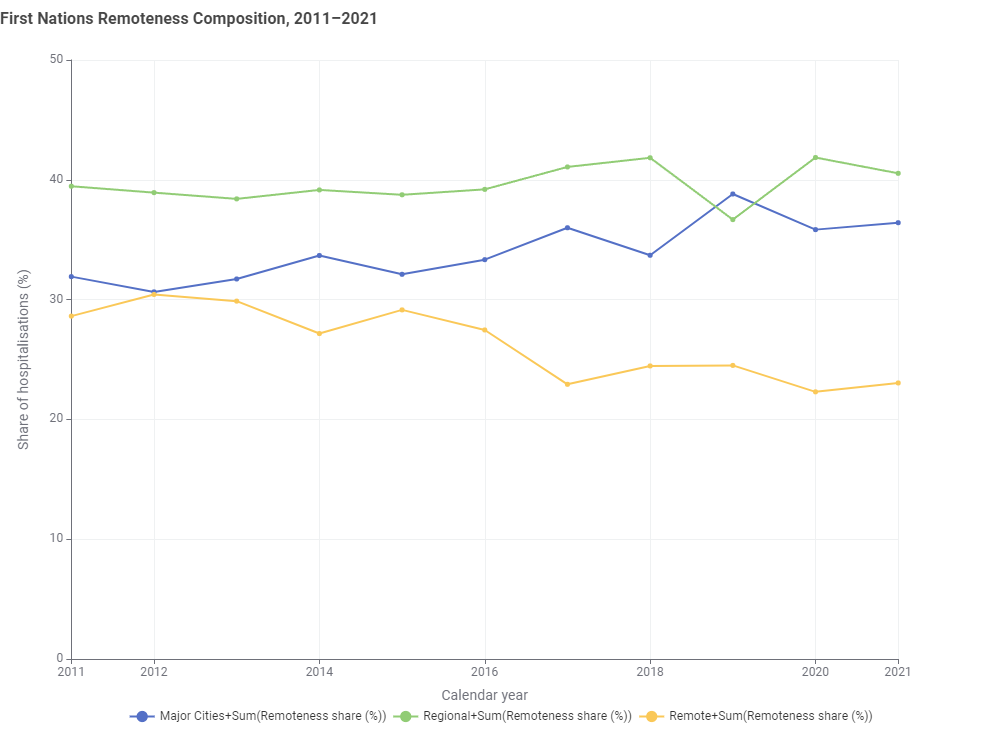 First Nations Remoteness Composition, 2011–2021
50
40
30
20
10
0
Share of hospitalisations (%)
2011 2012 2014 2016 2018 2020 2021
Calendar year
Major Cities+Sum(Remoteness share (%)) Regional+Sum(Remoteness share (%)) Remote+Sum(Remoteness share (%))